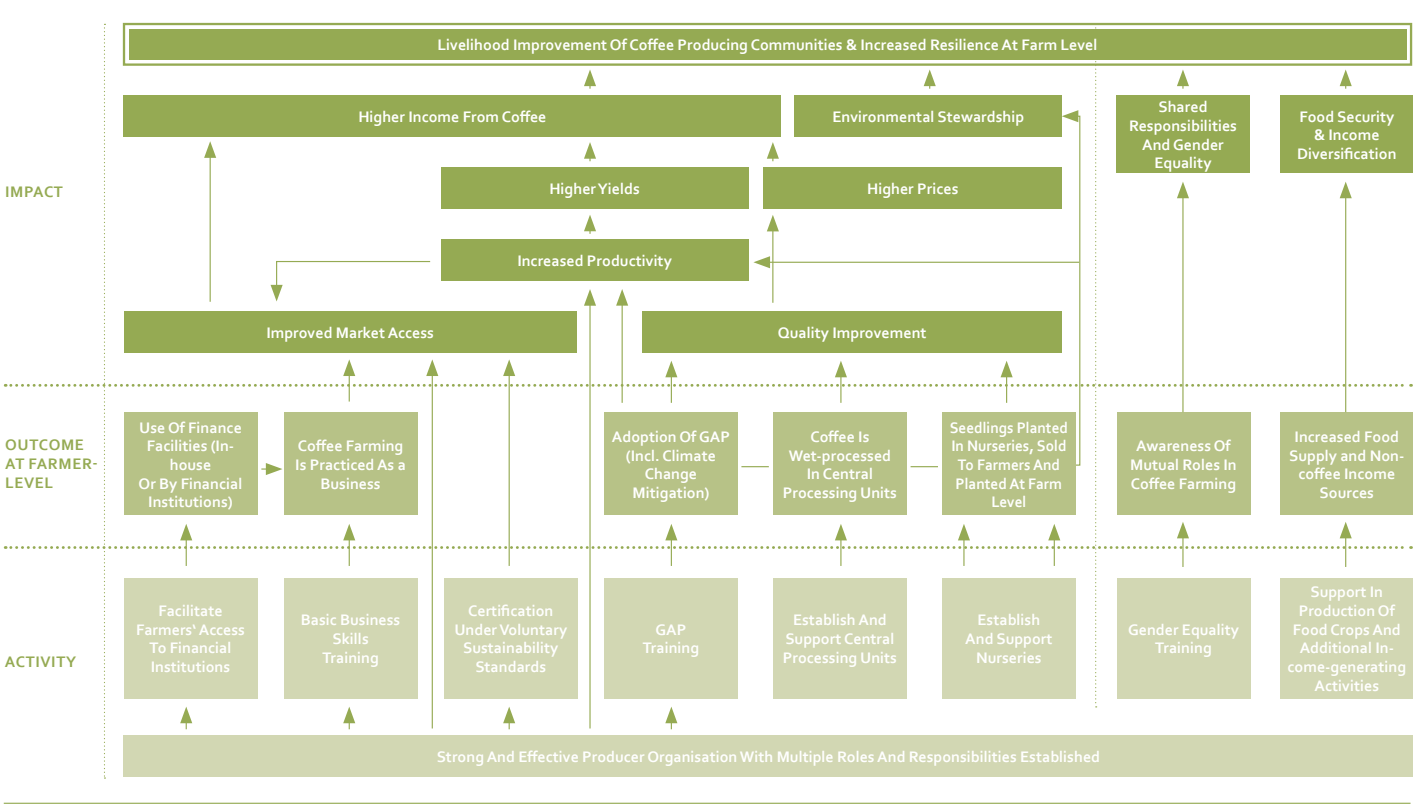 Livelihood Improvement Of Coffee Producing Communities & Increased Resilience At Farm Level
Higher Income From Coffee
Environmental Stewardship
Shared
Responsibilities
And Gender
Equality
Food Security
& Income
Diversification
IMPACT
Higher Yields
Higher Prices
Increased Productivity
Improved Market Access
Quality Improvement
OUTCOME
AT FARMER-
LEVEL
Use Of Finance
Facilities (In-
house
Or By Financial
Institutions)
Coffee Farming
Is Practiced As a
Business
Adoption Of GAP
(Incl. Climate
Change
Mitigation)
Coffee Is
Wet-processed
In Central
Processing Units
Seedlings Planted
In Nurseries, Sold
To Farmers And
Planted At Farm
Level
Awareness Of
Mutual Roles In
Coffee Farming
Increased Food
Supply and Non-
coffee Income
Sources
ACTIVITY
Facilitate
Farmers' Access
To Financial
Institutions
Basic Business
Skills
Training
Certification
Under Voluntary
Sustainability
Standards
GAP
Training
Establish And
Support Central
Processing Units
Establish
And Support
Nurseries
Gender Equality
Training
Support In
Production Of
Food Crops And
Additional In-
come-generating
Activities
Strong And Effective Producer Organisation With Multiple Roles And Responsibilities Established